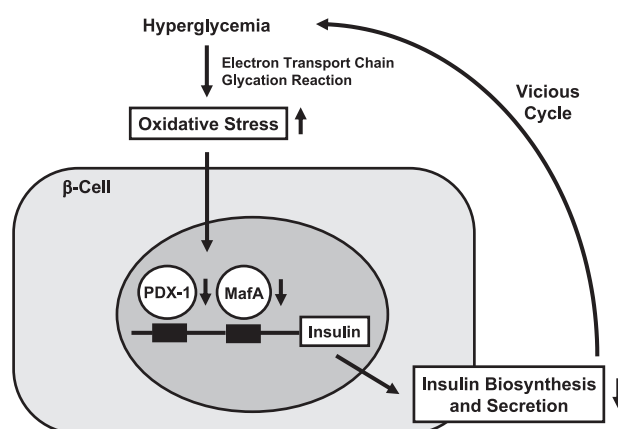 Hyperglycemia
Electron Transport Chain
Glycation Reaction
Vicious
Cycle
Oxidative Stress
β-Cell
PDX-1
MafA
Insulin
Insulin Biosynthesis
and Secretion